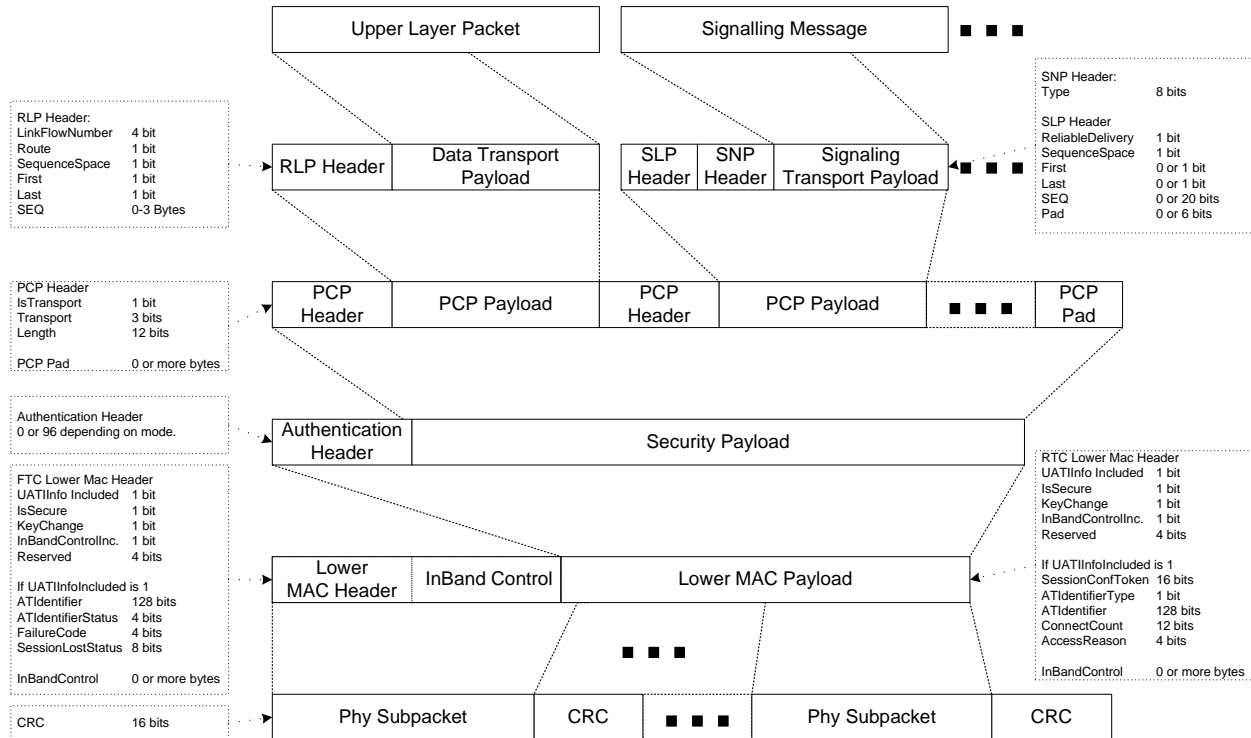 Upper Layer Packet
Signalling Message
SNP Header:
Type 8 bits
SLP Header
ReliableDelivery 1 bit
SequenceSpace 1 bit
First 0 or 1 bit
Last 0 or 1 bit
SEQ 0 or 20 bits
Pad 0 or 6 bits
RLP Header:
LinkFlowNumber 4 bit
Route 1 bit
SequenceSpace 1 bit
First 1 bit
Last 1 bit
SEQ 0-3 Bytes
RLP Header
Data Transport
Payload
SLP
Header
SNP
Header
Signaling
Transport Payload
PCP Header
IsTransport 1 bit
Transport 3 bits
Length 12 bits
PCP Pad 0 or more bytes
PCP
Header
PCP Payload
PCP
Header
PCP Payload
PCP
Pad
Authentication Header
0 or 96 depending on mode.
Authentication
Header
Security Payload
FTC Lower Mac Header
UATIInfo Included 1 bit
IsSecure 1 bit
KeyChange 1 bit
InBandControlInc. 1 bit
Reserved 4 bits
If UATIInfoIncluded is 1
ATIdentifier 128 bits
ATIdentifierStatus 4 bits
FailureCode 4 bits
SessionLostStatus 8 bits
InBandControl 0 or more bytes
Lower
MAC Header
InBand Control
Lower MAC Payload
RTC Lower Mac Header
UATIInfo Included 1 bit
IsSecure 1 bit
KeyChange 1 bit
InBandControlInc. 1 bit
Reserved 4 bits
If UATIInfoIncluded is 1
SessionConfToken 16 bits
ATIdentifierType 1 bit
ATIdentifier 128 bits
ConnectCount 12 bits
AccessReason 4 bits
InBandControl 0 or more bytes
CRC 16 bits
Phy Subpacket
CRC
Phy Subpacket
CRC